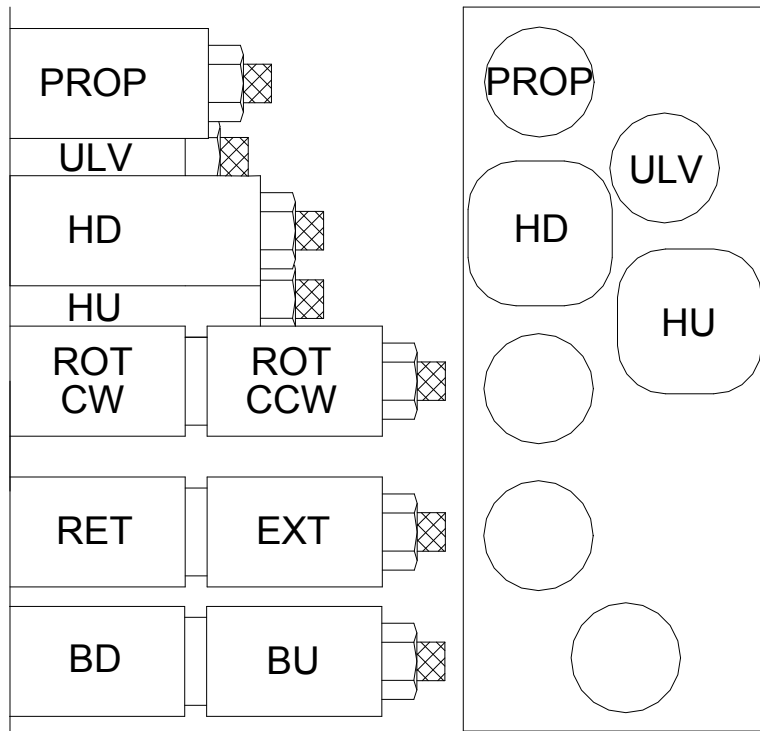 PROP
ULV
HD
HU
ROT
CW
ROT
CCW
RET
EXT
BD
BU
PROP
ULV
HD
HU